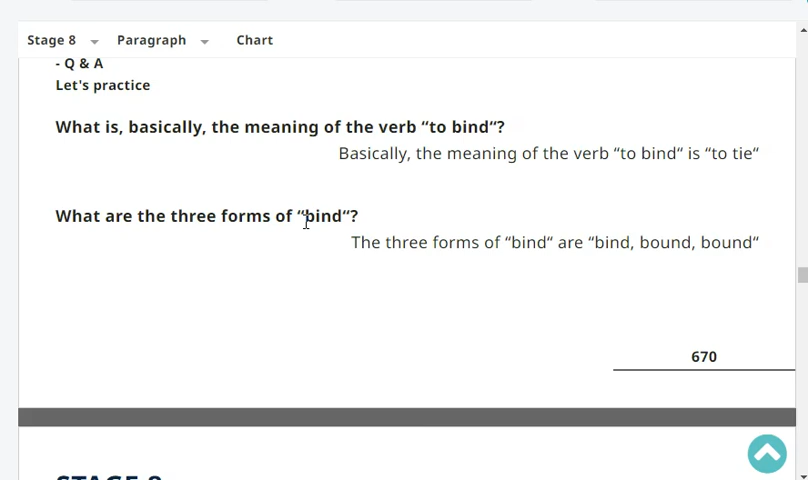 Stage 8 Paragraph Chart
- Q & A
Let's practice
What is, basically, the meaning of the verb “to bind“?
Basically, the meaning of the verb “to bind“ is “to tie“
What are the three forms of “bind“?
The three forms of “bind“ are “bind, bound, bound“
670
STAGE 8